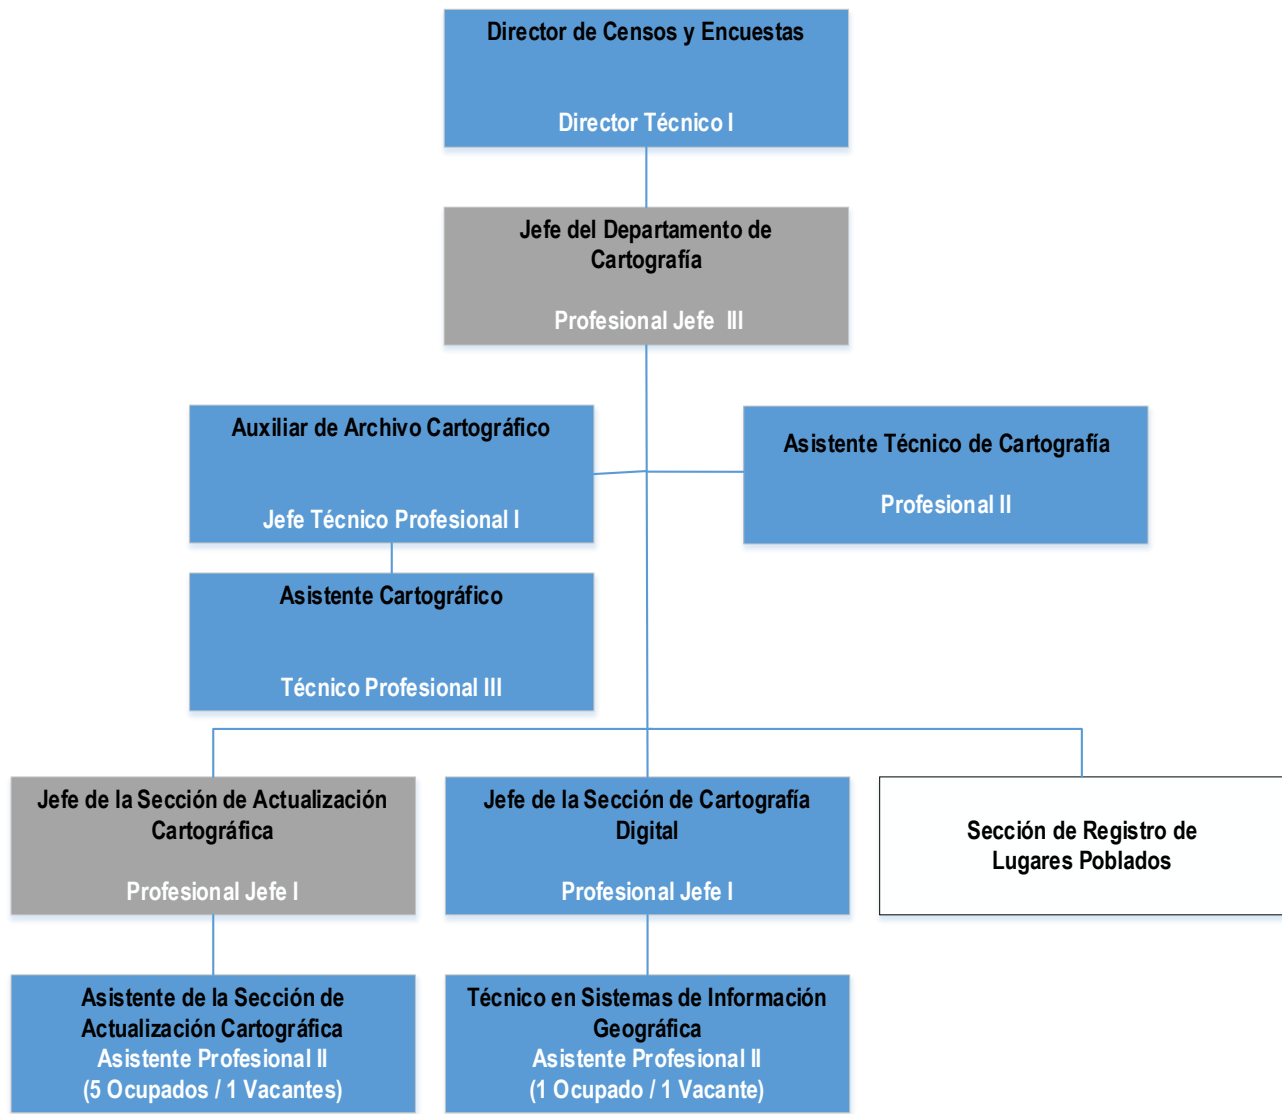 Director de Censos y Encuestas
Director Técnico I
Jefe del Departamento de
Cartografía
Profesional Jefe III
Auxiliar de Archivo Cartográfico
Jefe Técnico Profesional I
Asistente Técnico de Cartografía
Profesional II
Asistente Cartográfico
Técnico Profesional III
Jefe de la Sección de Actualización
Cartográfica
Profesional Jefe I
Jefe de la Sección de Cartografía
Digital
Profesional Jefe I
Sección de Registro de
Lugares Poblados
Asistente de la Sección de
Actualización Cartográfica
Asistente Profesional II
(5 Ocupados / 1 Vacantes)
Técnico en Sistemas de Información
Geográfica
Asistente Profesional II
(1 Ocupado / 1 Vacante)